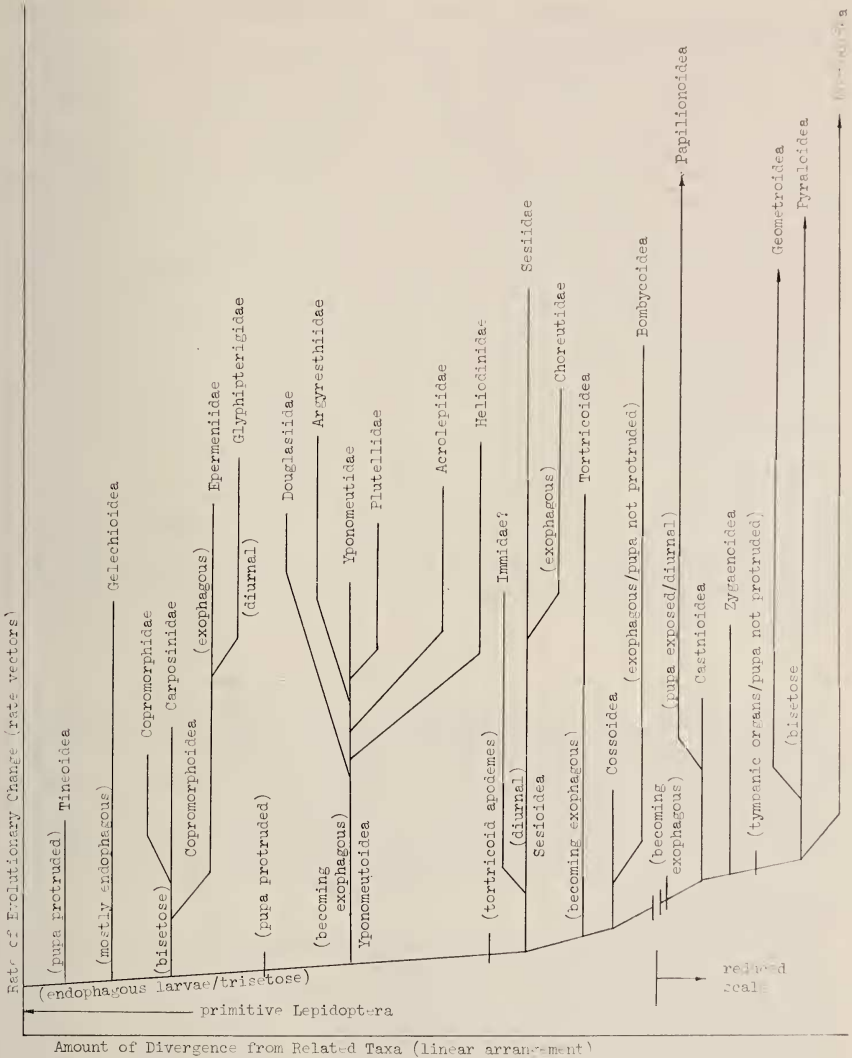 Rate of Evolutionary Change (rate vectors)
(pupa protruded)
Tineoidea
(mostly endophagous)
Gelechioidea
(bisetose)
Copromorphidae
Carposinidae
Copromorphoidea
(exophagous)
Epermeniidae
(diurnal)
Glyphipterigidae
(pupa protruded)
Douglasiidae
Argyresthiidae
(becoming
exophagous)
Yponomeutoidea
Yponomeutidae
Plutellidae
Acrolepiidae
Heliodinidae
(tortricoid apodemes)
Immidae?
(diurnal)
Sesioidea
Sesiidae
(exophagous)
Choreutidae
(becoming exophagous)
Tortricoidea
Cossoidea
(exophagous/pupa not protruded)
Bombycoidea
(becoming
exophagous)
(pupa exposed/diurnal)
Papilionoidea
Castnioidea
Zygaenoidea
(tympanic organs/pupa not protruded)
Geometroidea
(bisetose)
Pyraloidea
(endophagous larvae/trisetose)
primitive Lepidoptera
reduced
scale
Amount of Divergence from Related Taxa (linear arrangement)